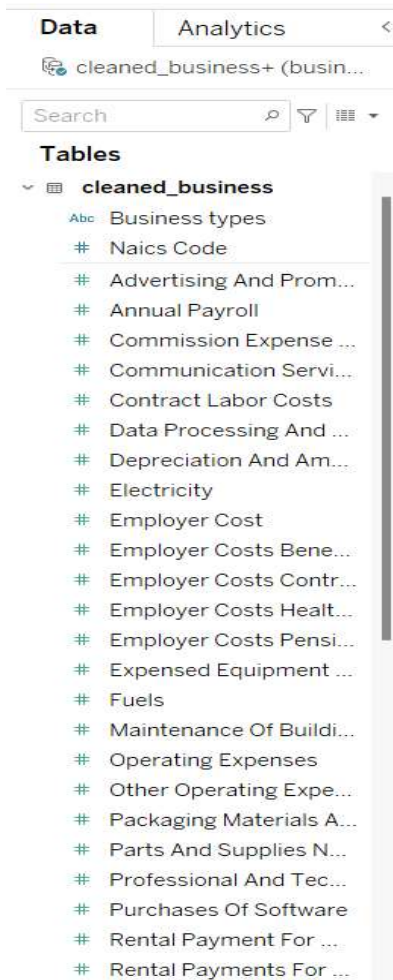 Data Analytics <
cleaned_business+ (busin...
Search
Tables
cleaned_business
Abc Business types
# Naics Code
# Advertising And Prom...
# Annual Payroll
# Commission Expense ...
# Communication Servi...
# Contract Labor Costs
# Data Processing And ...
# Depreciation And Am...
# Electricity
# Employer Cost
# Employer Costs Bene...
# Employer Costs Contr...
# Employer Costs Healt...
# Employer Costs Pensi...
# Expensed Equipment ...
# Fuels
# Maintenance Of Buildi...
# Operating Expenses
# Other Operating Expe...
# Packaging Materials A...
# Parts And Supplies N...
# Professional And Tec...
# Purchases Of Software
# Rental Payment For ...
# Rental Payments For ...